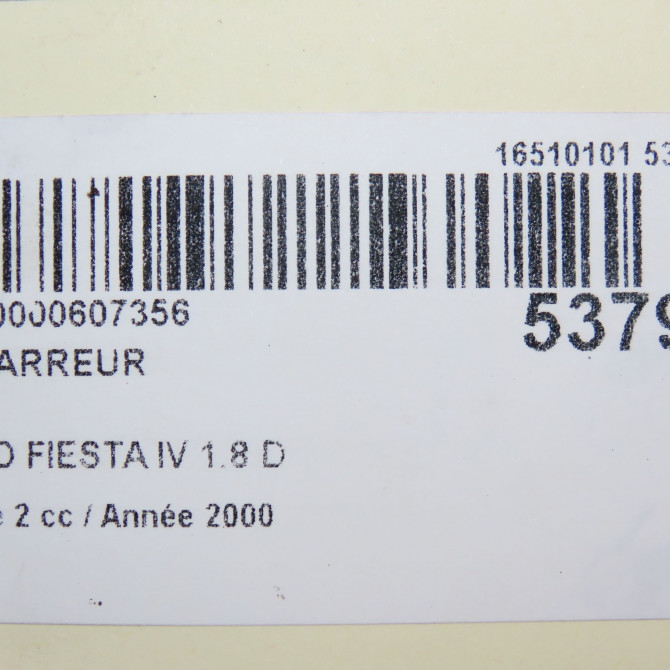 16510101 53
0000607356
5379
ARREUR
D FIESTA IV 1.8 D
e 2 cc / Année 2000